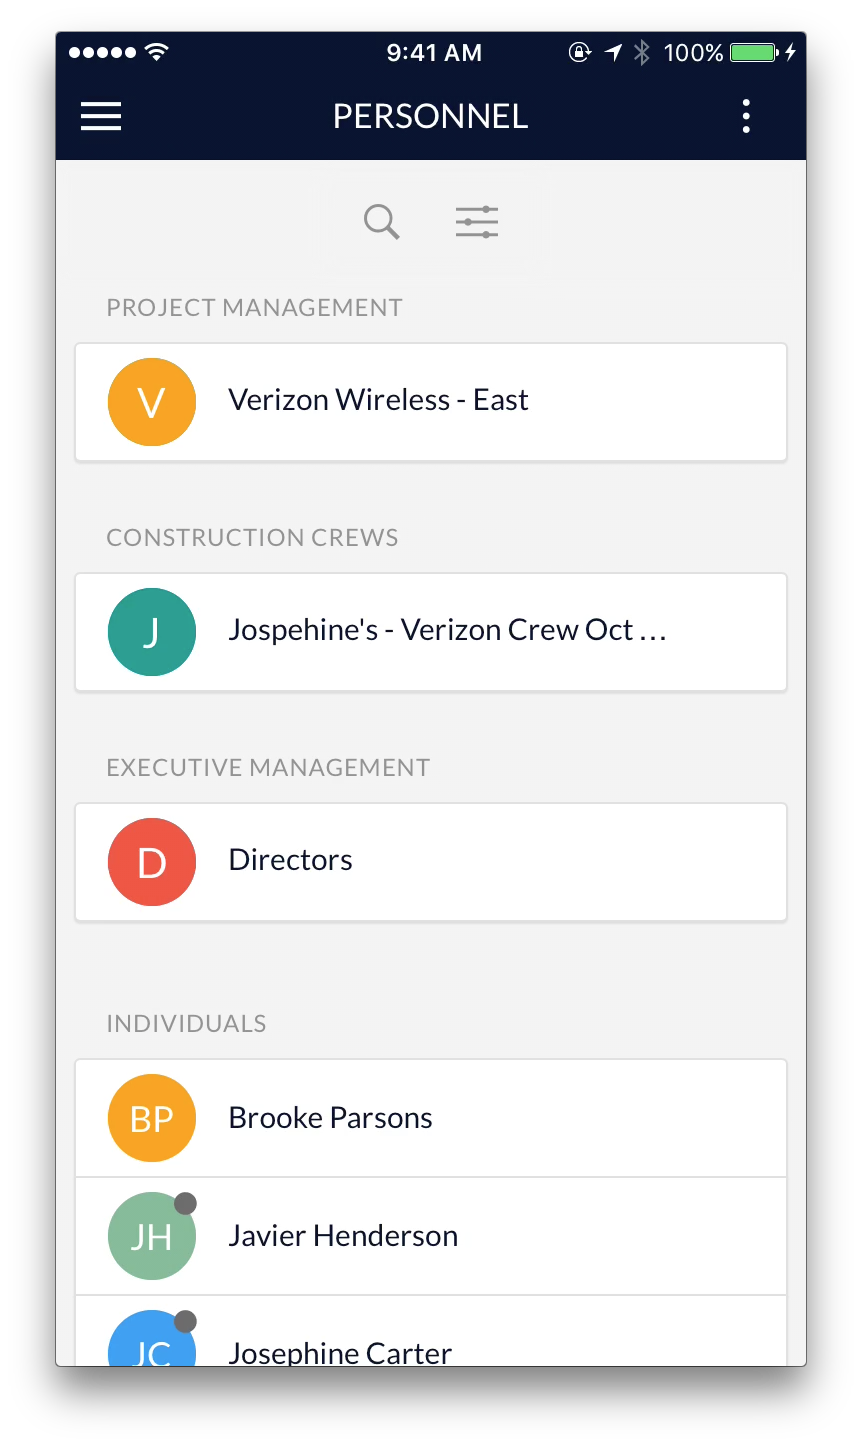 9:41 AM 100%
PERSONNEL
PROJECT MANAGEMENT
V Verizon Wireless - East
CONSTRUCTION CREWS
J Jospehine's - Verizon Crew Oct ...
EXECUTIVE MANAGEMENT
D Directors
INDIVIDUALS
BP Brooke Parsons
JH Javier Henderson
JC Josephine Carter